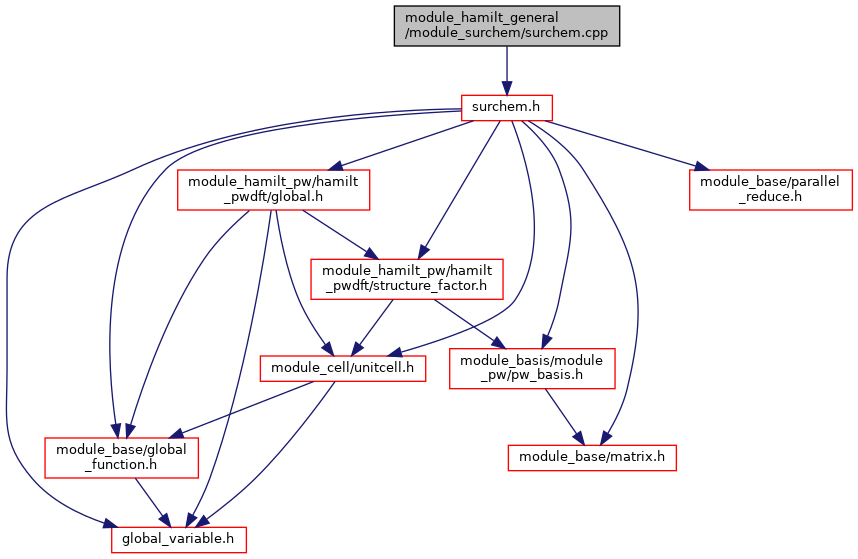 module_hamilt_general
/module_surchem/surchem.cpp
surchem.h
module_hamilt_pw/hamilt
_pwdft/global.h
module_base/parallel
_reduce.h
module_hamilt_pw/hamilt
_pwdft/structure_factor.h
module_cell/unitcell.h
module_basis/module
_pw/pw_basis.h
module_base/global
_function.h
module_base/matrix.h
global_variable.h